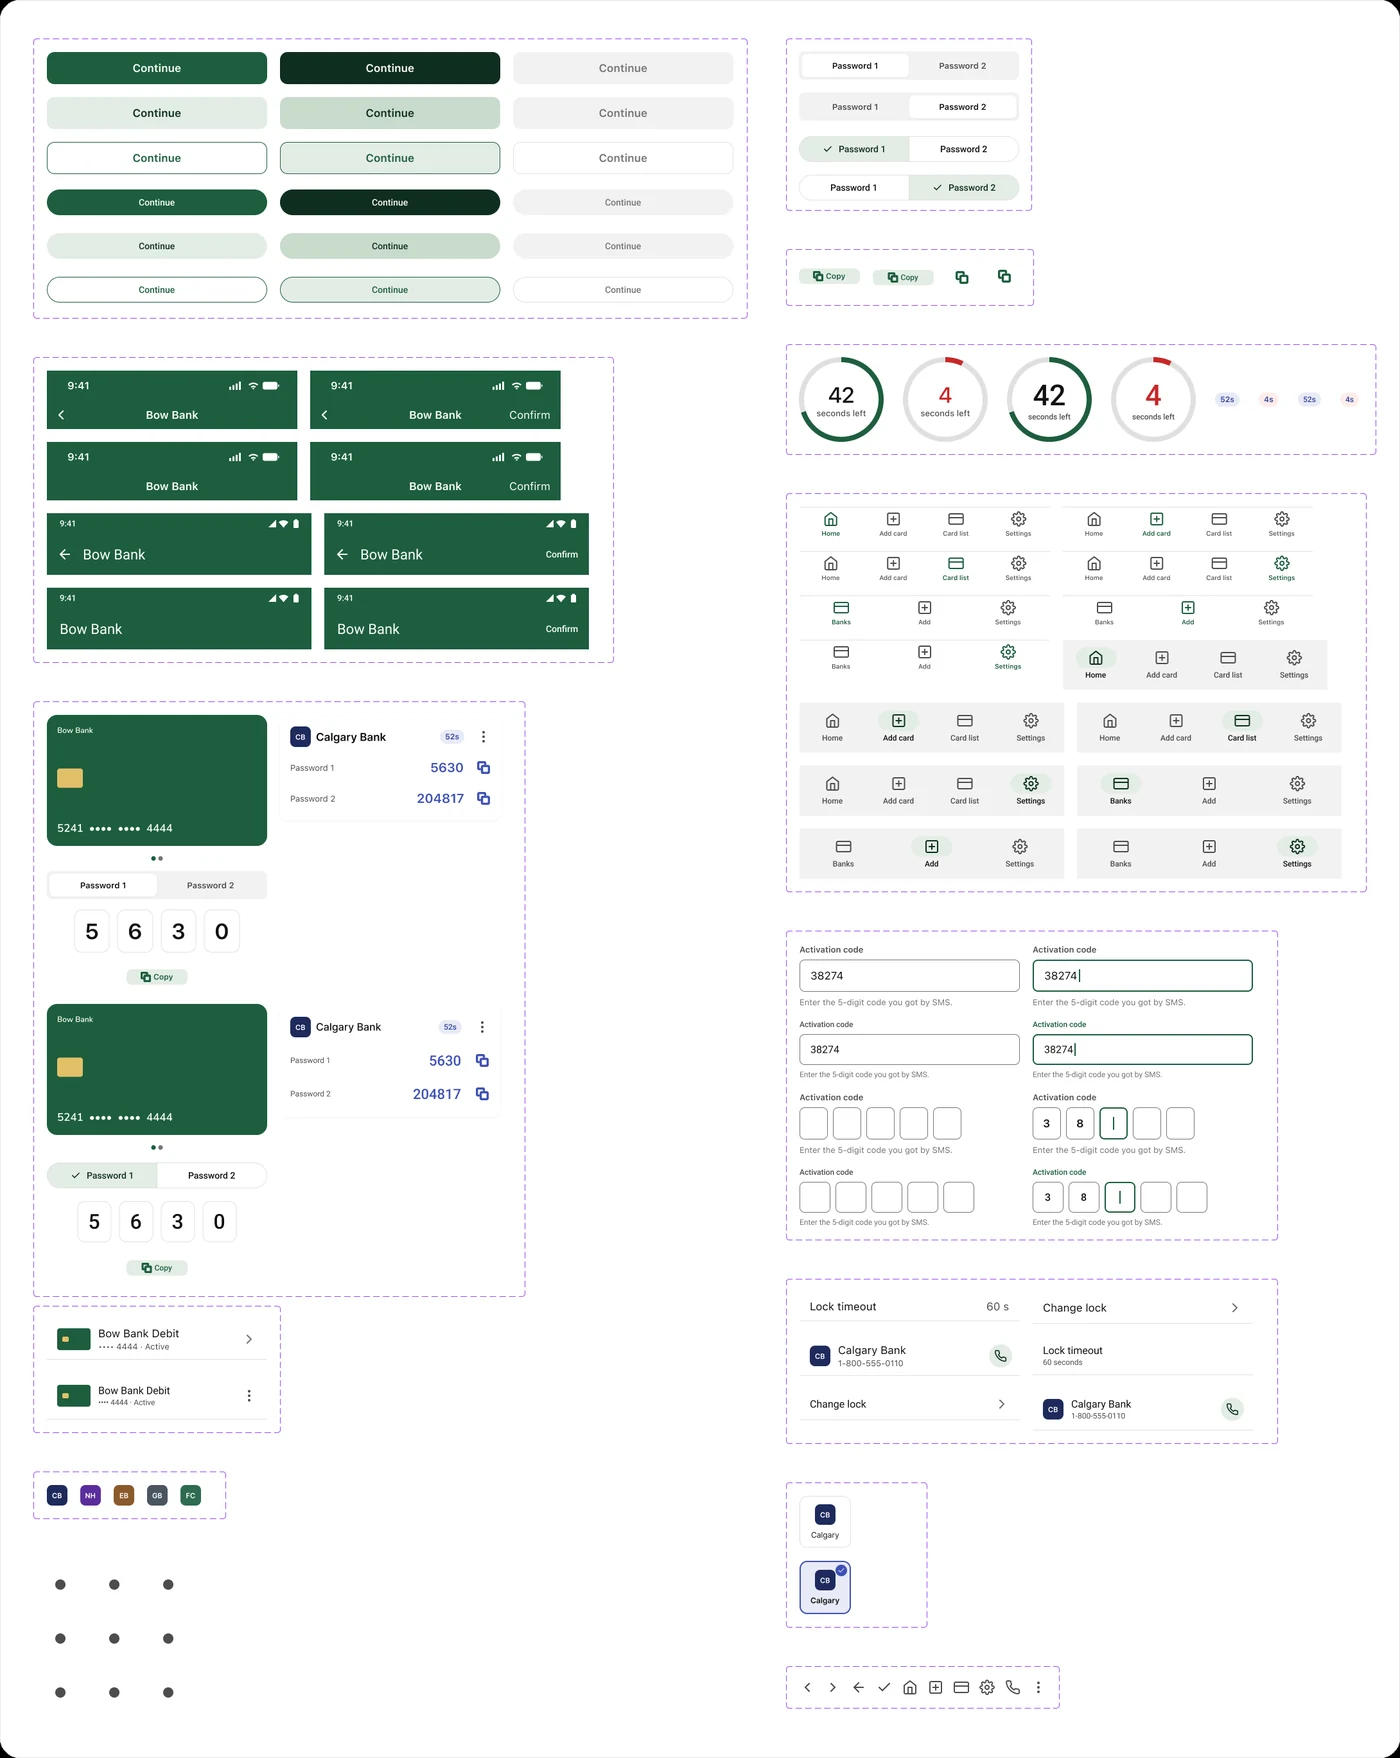 Continue Continue Continue
Continue Continue Continue
Continue Continue Continue
Continue Continue Continue
Continue Continue Continue
Continue Continue Continue
9:41 9:41
Bow Bank Bow Bank Confirm
9:41 9:41
Bow Bank Bow Bank Confirm
9:41 9:41
Bow Bank Bow Bank Confirm
9:41 9:41
Bow Bank Bow Bank Confirm
Bow Bank
5241 •••• •••• 4444
Password 1 Password 2
5 6 3 0
Copy
CB Calgary Bank 52s
Password 1 5630
Password 2 204817
Bow Bank
5241 •••• •••• 4444
Password 1 Password 2
5 6 3 0
Copy
CB Calgary Bank 52s
Password 1 5630
Password 2 204817
Bow Bank Debit
•••• 4444 · Active
Bow Bank Debit
•••• 4444 · Active
CB NH EB GB FC
Password 1 Password 2
Password 1 Password 2
Password 1 Password 2
Password 1 Password 2
Copy Copy
42 4 42 4 52s 4s 52s 4s
seconds left seconds left seconds left seconds left
Home Add card Card list Settings Home Add card Card list Settings
Home Add card Card list Settings Home Add card Card list Settings
Banks Add Settings Banks Add Settings
Banks Add Settings Home Add card Card list Settings
Home Add card Card list Settings Home Add card Card list Settings
Home Add card Card list Settings Banks Add Settings
Banks Add Settings Banks Add Settings
Activation code Activation code
38274 38274
Enter the 5-digit code you got by SMS. Enter the 5-digit code you got by SMS.
Activation code Activation code
38274 38274
Enter the 5-digit code you got by SMS. Enter the 5-digit code you got by SMS.
Activation code Activation code
3 8
Enter the 5-digit code you got by SMS. Enter the 5-digit code you got by SMS.
Activation code Activation code
3 8
Enter the 5-digit code you got by SMS. Enter the 5-digit code you got by SMS.
Lock timeout 60 s
CB Calgary Bank
1-800-555-0110
Change lock
Change lock
Lock timeout
60 seconds
CB Calgary Bank
1-800-555-0110
CB
Calgary
CB
Calgary